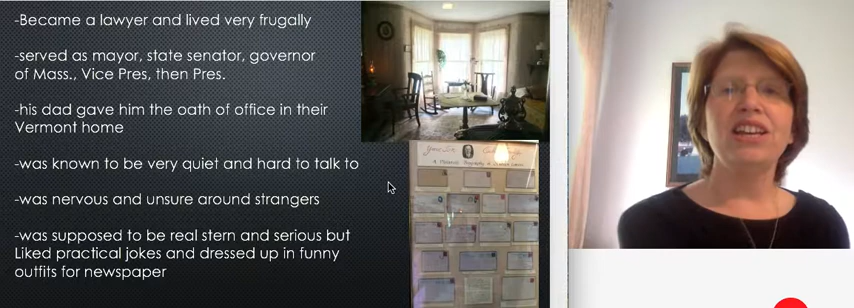 -Became a lawyer and lived very frugally
-served as mayor, state senator, governor
of Mass., Vice Pres, then Pres.
-his dad gave him the oath of office in their
Vermont home
-was known to be very quiet and hard to talk to
-was nervous and unsure around strangers
-was supposed to be real stern and serious but
Liked practical jokes and dressed up in funny
outfits for newspaper